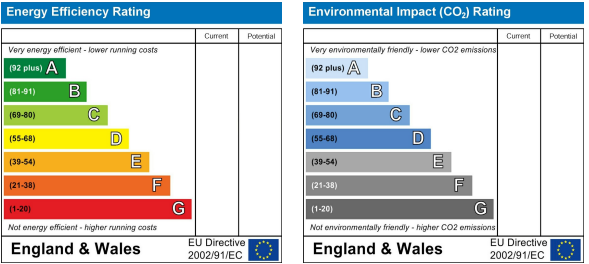 Energy Efficiency Rating
Current Potential
Very energy efficient - lower running costs
(92 plus) A
(81-91) B
(69-80) C
(55-68) D
(39-54) E
(21-38) F
(1-20) G
Not energy efficient - higher running costs
England & Wales
EU Directive
2002/91/EC
Environmental Impact (CO₂) Rating
Current Potential
Very environmentally friendly - lower CO2 emissions
(92 plus) A
(81-91) B
(69-80) C
(55-68) D
(39-54) E
(21-38) F
(1-20) G
Not environmentally friendly - higher CO2 emissions
England & Wales
EU Directive
2002/91/EC